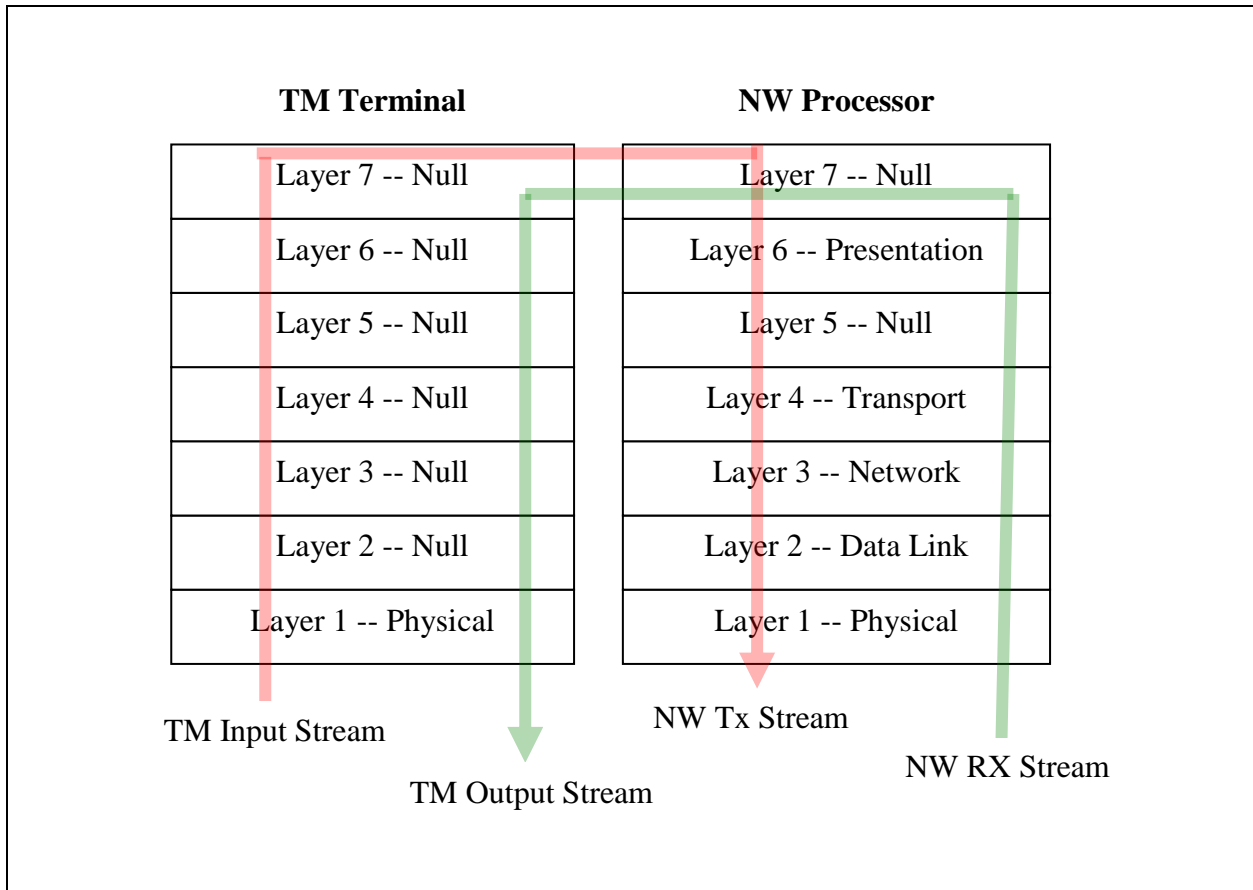 TM Terminal
NW Processor
Layer 7 -- Null
Layer 6 -- Null
Layer 5 -- Null
Layer 4 -- Null
Layer 3 -- Null
Layer 2 -- Null
Layer 1 -- Physical
Layer 7 -- Null
Layer 6 -- Presentation
Layer 5 -- Null
Layer 4 -- Transport
Layer 3 -- Network
Layer 2 -- Data Link
Layer 1 -- Physical
TM Input Stream
TM Output Stream
NW Tx Stream
NW RX Stream